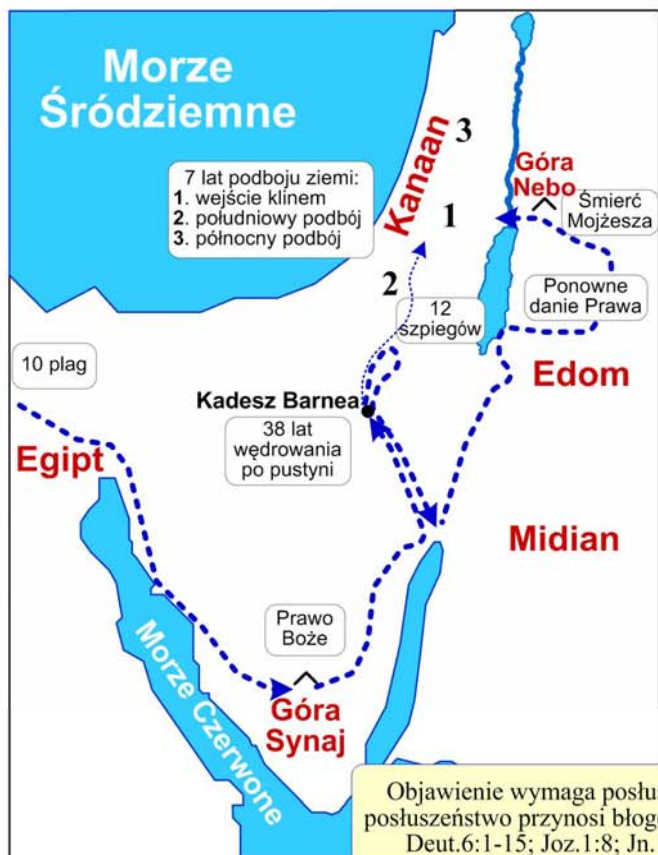 Morze
Śródziemne
7 lat podboju ziemi:
1. wejście klinem
2. południowy podbój
3. północny podbój
Kanaan
3
1
2
Góra
Nebo
Śmierć
Mojżesza
Ponowne
danie Prawa
12
szpiegów
10 plag
Edom
Kadesz Barnea
38 lat
wędrowania
po pustyni
Egipt
Midian
Prawo
Boże
Góra
Synaj
Morze Czerwone
Objawienie wymaga posłu
posłuszeństwo przynosi błog
Deut.6:1-15; Joz.1:8; Jn.